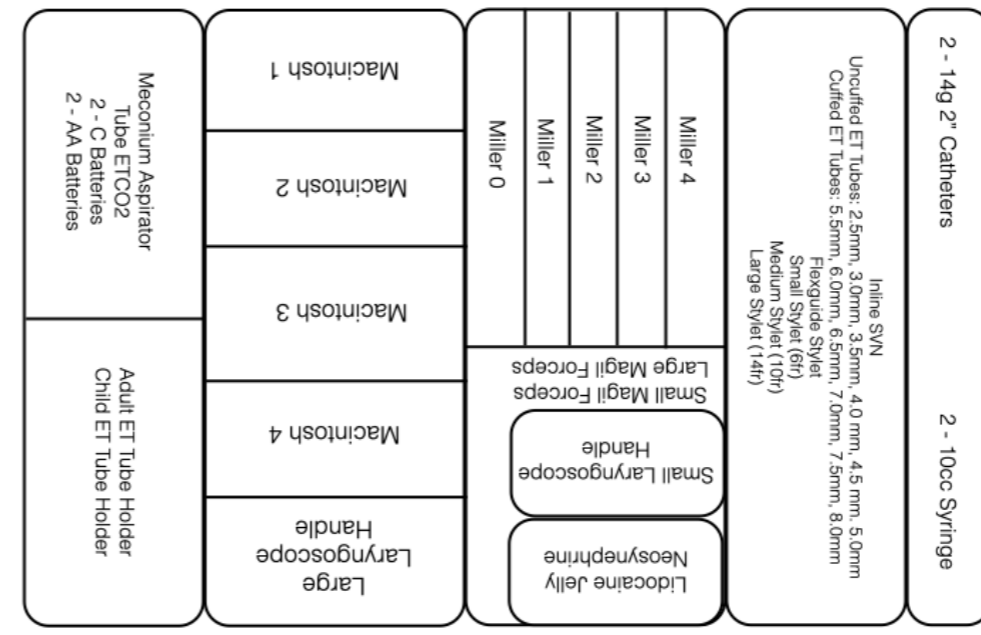 Meconium Aspirator
Tube ETCO2
2 - C Batteries
2 - AA Batteries
Adult ET Tube Holder
Child ET Tube Holder
Macintosh 1
Macintosh 2
Macintosh 3
Macintosh 4
Large
Laryngoscope
Handle
Miller 0
Miller 1
Miller 2
Miller 3
Miller 4
Small Magil Forceps
Large Magil Forceps
Small Laryngoscope
Handle
Lidocaine Jelly
Neosynephrine
Inline SVN
Uncuffed ET Tubes: 2.5mm, 3.0mm, 3.5mm, 4.0 mm, 4.5 mm. 5.0mm
Cuffed ET Tubes: 5.5mm, 6.0mm, 6.5mm, 7.0mm, 7.5mm, 8.0mm
Flexguide Stylet
Small Stylet (6fr)
Medium Stylet (10fr)
Large Stylet (14fr)
2 - 14g 2" Catheters
2 - 10cc Syringe